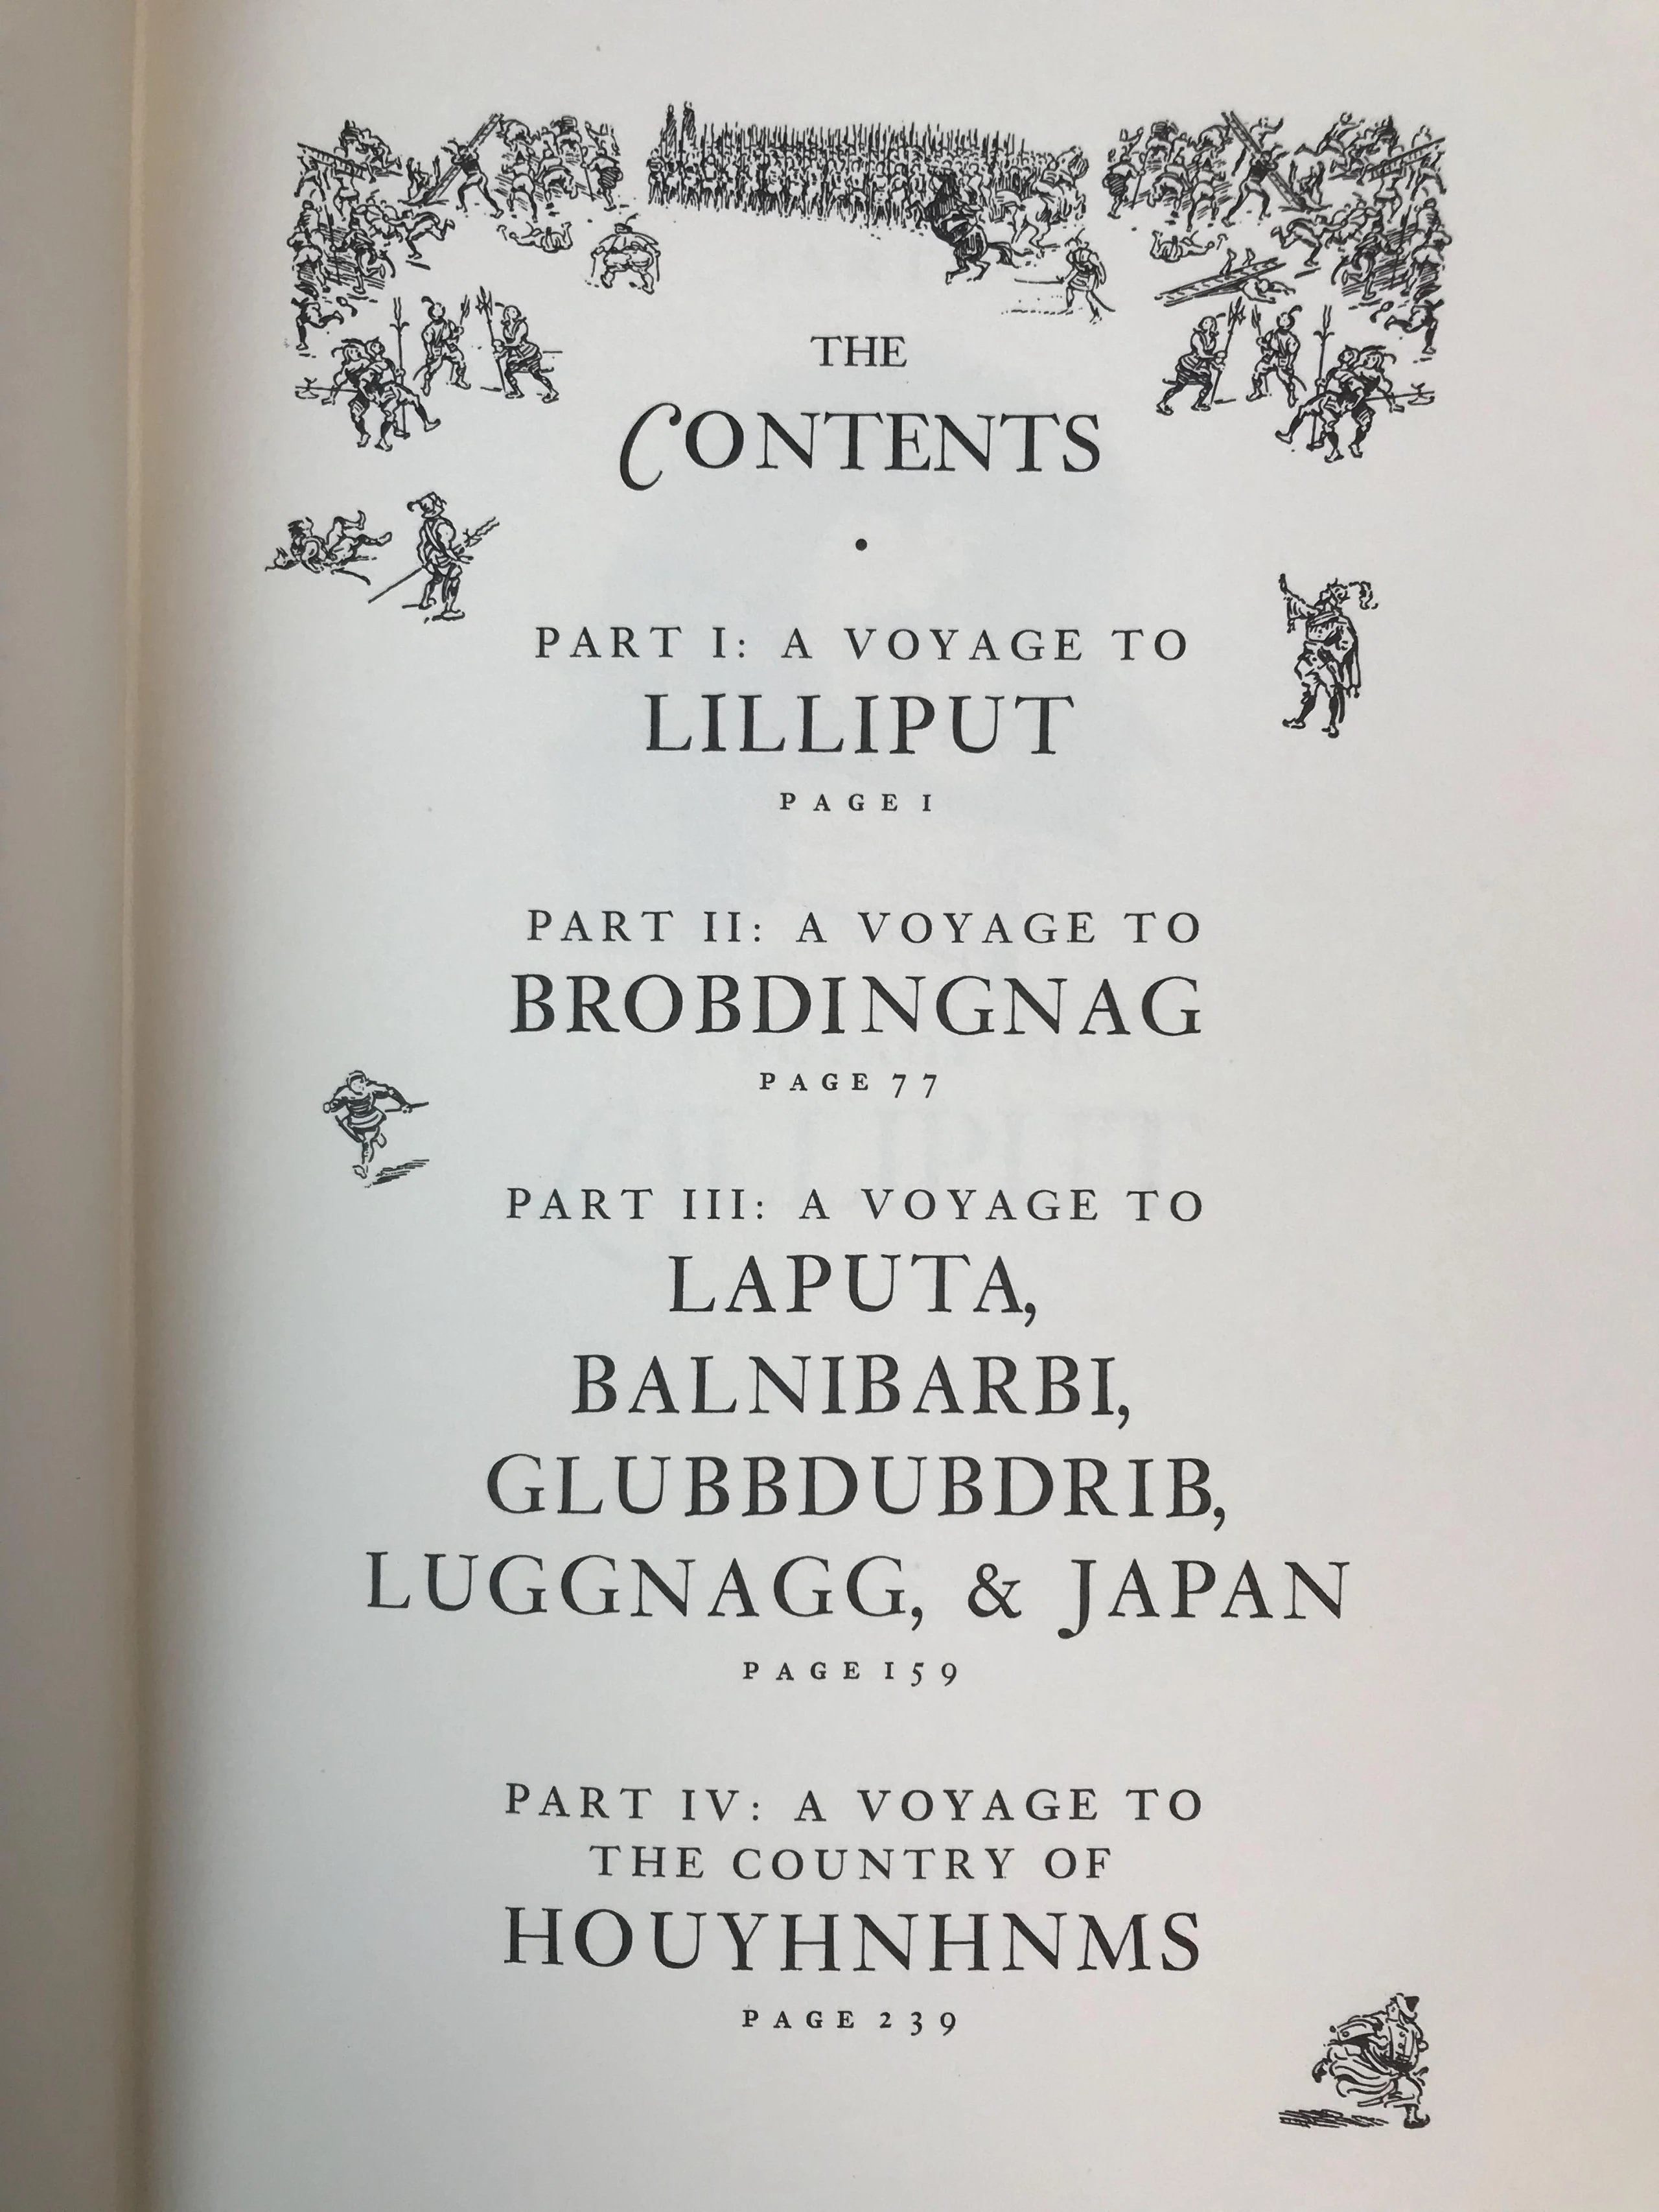 THE
CONTENTS
•
PART I: A VOYAGE TO
LILLIPUT
PAGE 1
PART II: A VOYAGE TO
BROBDINGNAG
PAGE 77
PART III: A VOYAGE TO
LAPUTA,
BALNIBARBI,
GLUBBDUBDRIB,
LUGGNAGG, & JAPAN
PAGE 159
PART IV: A VOYAGE TO
THE COUNTRY OF
HOUYHNHNMS
PAGE 239